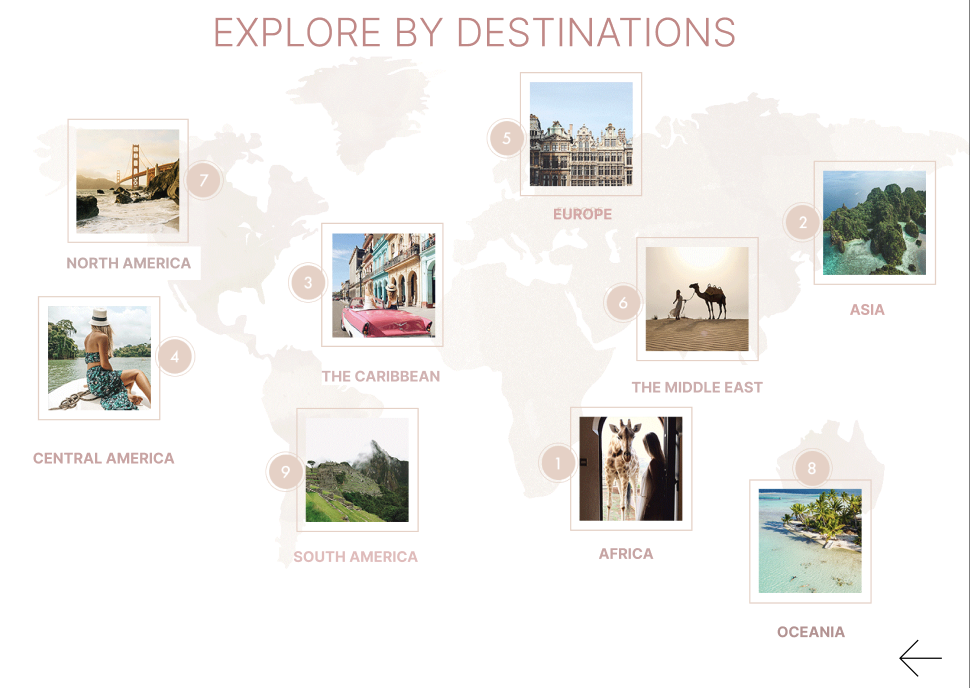 EXPLORE BY DESTINATIONS
5
EUROPE
7
NORTH AMERICA
2
ASIA
3
THE CARIBBEAN
6
THE MIDDLE EAST
4
CENTRAL AMERICA
9
SOUTH AMERICA
1
AFRICA
8
OCEANIA